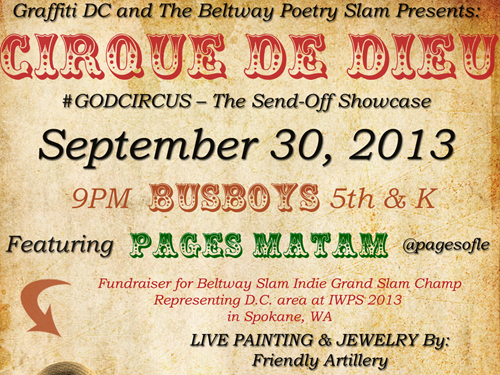 Graffiti DC and The Beltway Poetry Slam Presents:
CIRQUE DE DIEU
#GODCIRCUS – The Send-Off Showcase
September 30, 2013
9PM BUSBOYS 5th & K
Featuring PAGES MATAM @pagesofle
Fundraiser for Beltway Slam Indie Grand Slam Champ
Representing D.C. area at IWPS 2013
in Spokane, WA
LIVE PAINTING & JEWELRY By:
Friendly Artillery